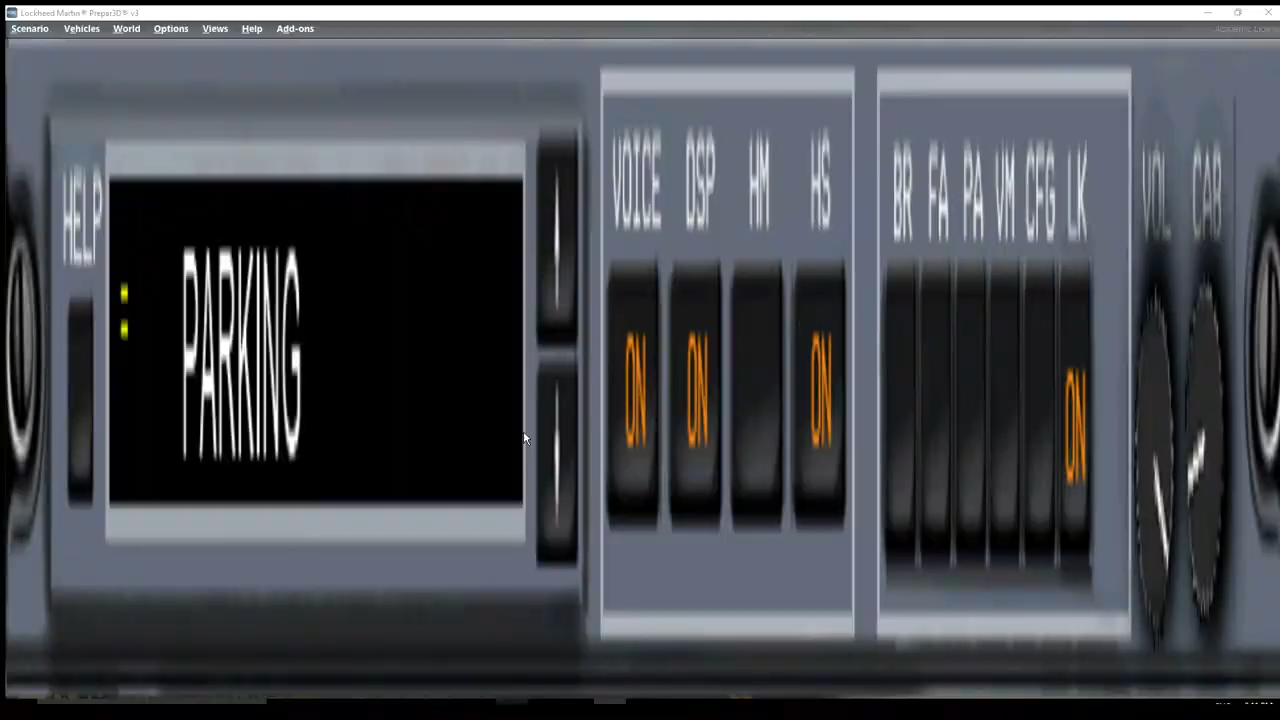 Lockheed Martin® Prepar3D® v3
Scenario Vehicles World Options Views Help Add-ons
HELP
PARKING
VOICE DSP HM HS
ON ON ON
BR FA PA VM CFG LK
ON
VOL CAB